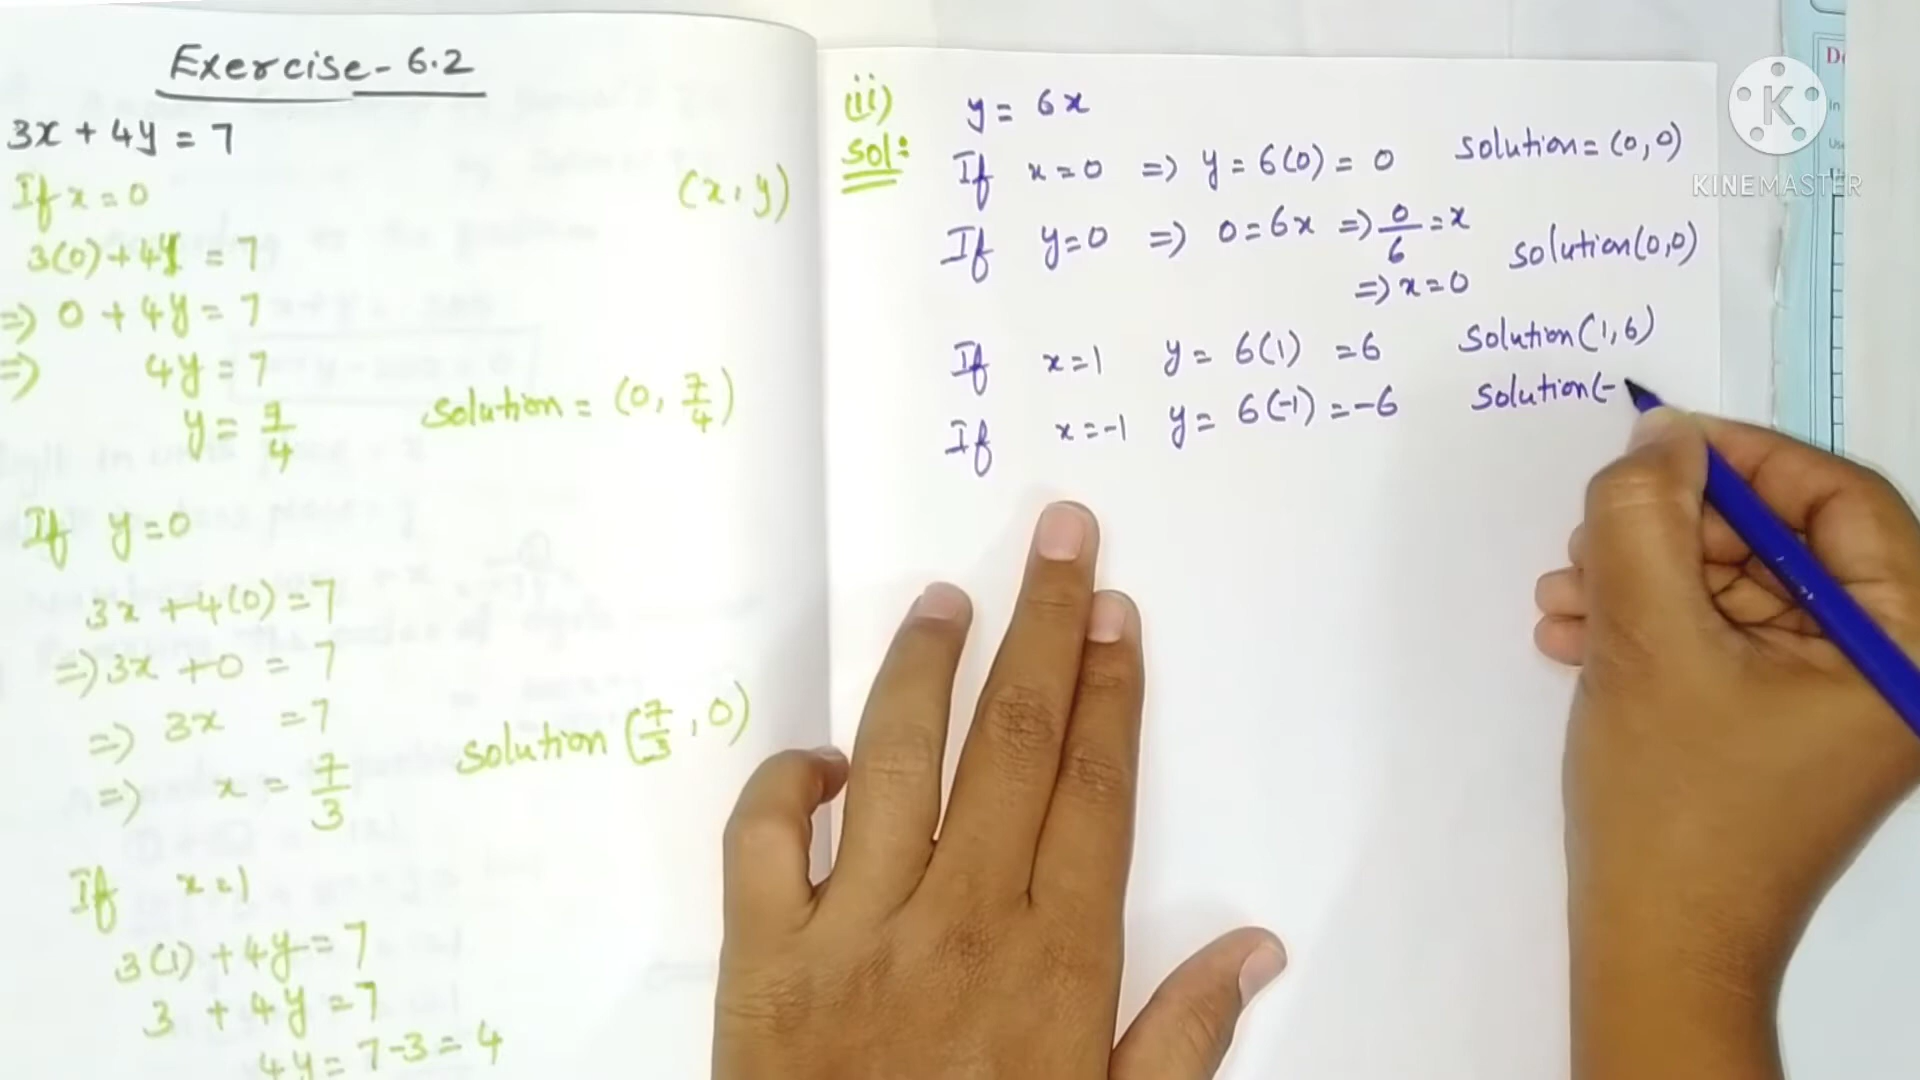 Exercise-6.2
3x + 4y = 7
If x = 0
(x, y)
3(0)+4y = 7
=> 0 + 4y = 7
=> 4y = 7
y = 7/4
solution = (0, 7/4)
If y=0
3x +4(0)=7
=>3x +0 = 7
=> 3x = 7
=> x = 7/3
solution (7/3, 0)
If x=1
3(1)+4y=7
3 + 4y = 7
4y = 7-3 = 4
(ii) y = 6x
Sol:
If x=0 => y = 6(0) = 0 solution = (0,0)
If y=0 => 0=6x => 0/6 = x
=> x=0
solution(0,0)
If x=1 y = 6(1) = 6 solution(1,6)
If x=-1 y = 6(-1) = -6 solution(-
K
KINEMASTER